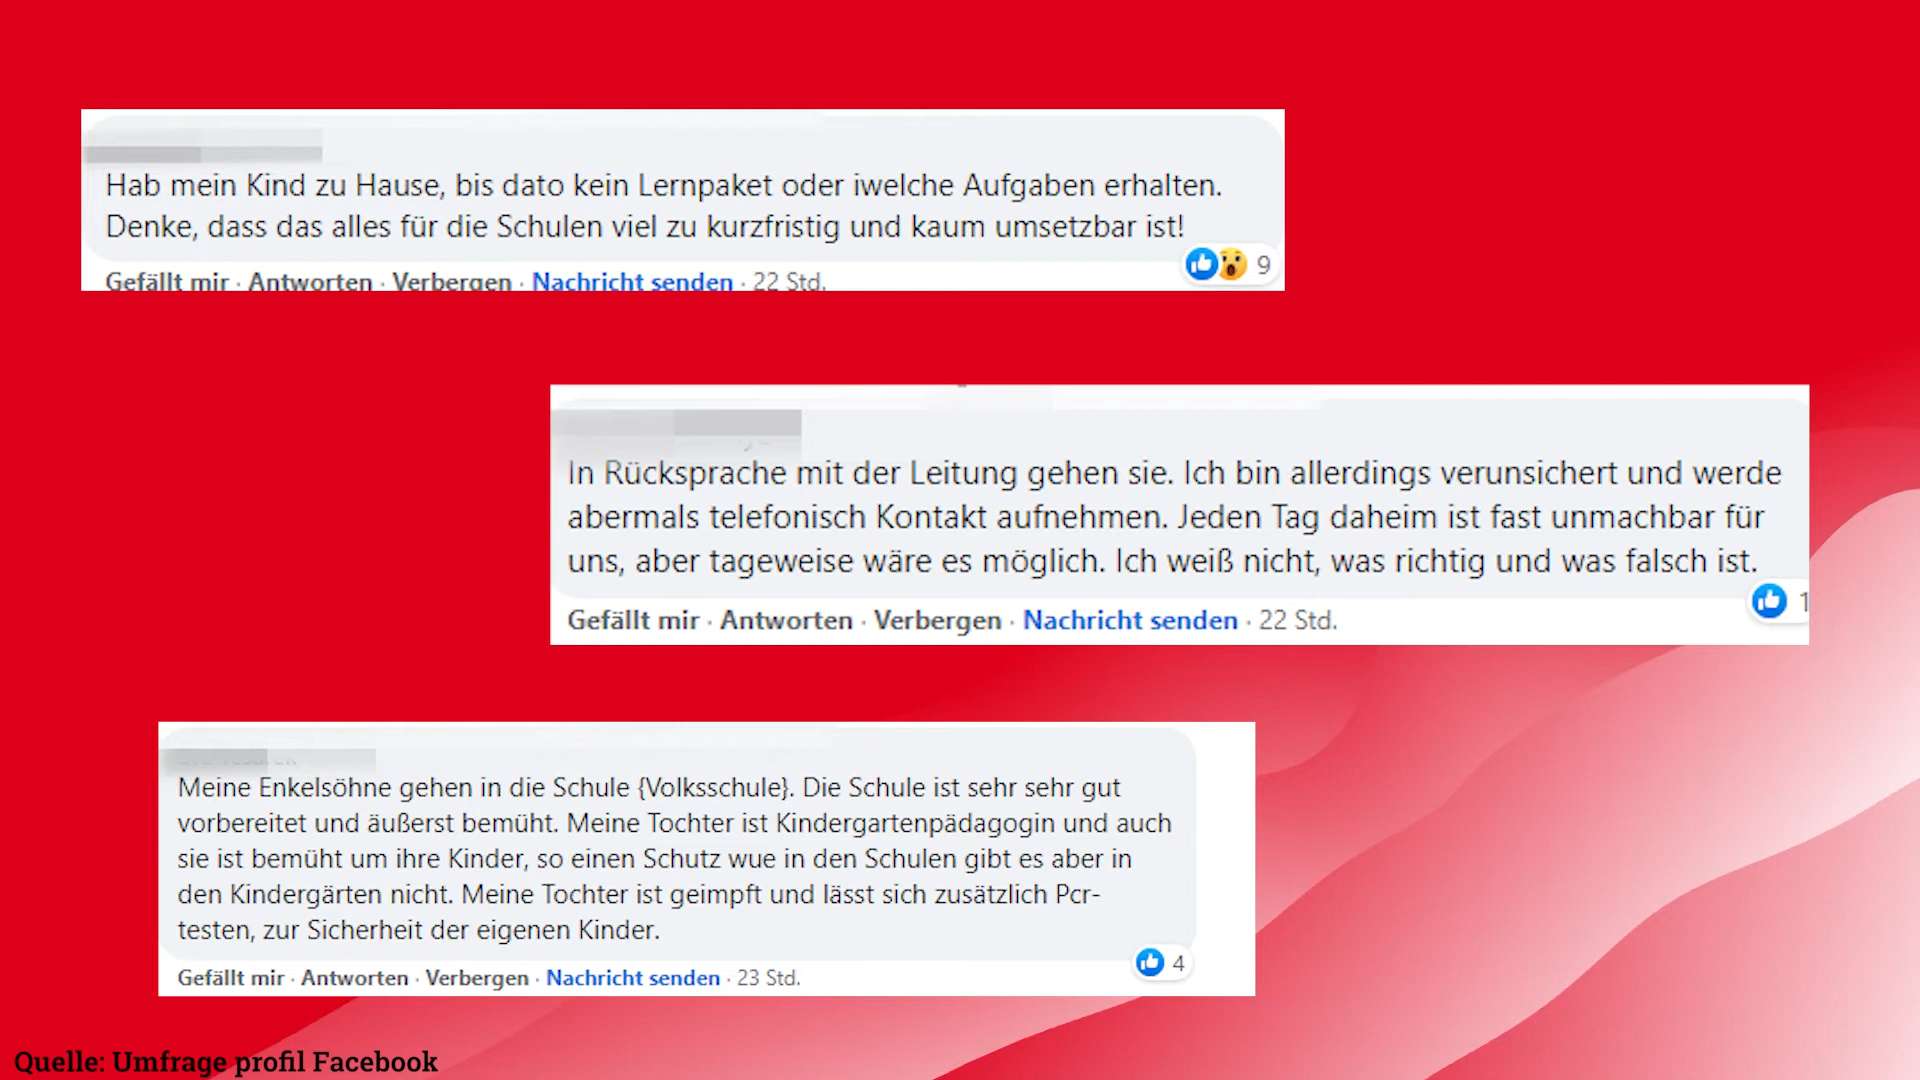 Hab mein Kind zu Hause, bis dato kein Lernpaket oder iwelche Aufgaben erhalten.
Denke, dass das alles für die Schulen viel zu kurzfristig und kaum umsetzbar ist!
9
Gefällt mir · Antworten · Verbergen · Nachricht senden · 22 Std.
In Rücksprache mit der Leitung gehen sie. Ich bin allerdings verunsichert und werde
abermals telefonisch Kontakt aufnehmen. Jeden Tag daheim ist fast unmachbar für
uns, aber tageweise wäre es möglich. Ich weiß nicht, was richtig und was falsch ist.
1
Gefällt mir · Antworten · Verbergen · Nachricht senden · 22 Std.
Meine Enkelsöhne gehen in die Schule {Volksschule}. Die Schule ist sehr sehr gut
vorbereitet und äußerst bemüht. Meine Tochter ist Kindergartenpädagogin und auch
sie ist bemüht um ihre Kinder, so einen Schutz wue in den Schulen gibt es aber in
den Kindergärten nicht. Meine Tochter ist geimpft und lässt sich zusätzlich Pcr-
testen, zur Sicherheit der eigenen Kinder.
4
Gefällt mir · Antworten · Verbergen · Nachricht senden · 23 Std.
Quelle: Umfrage profil Facebook